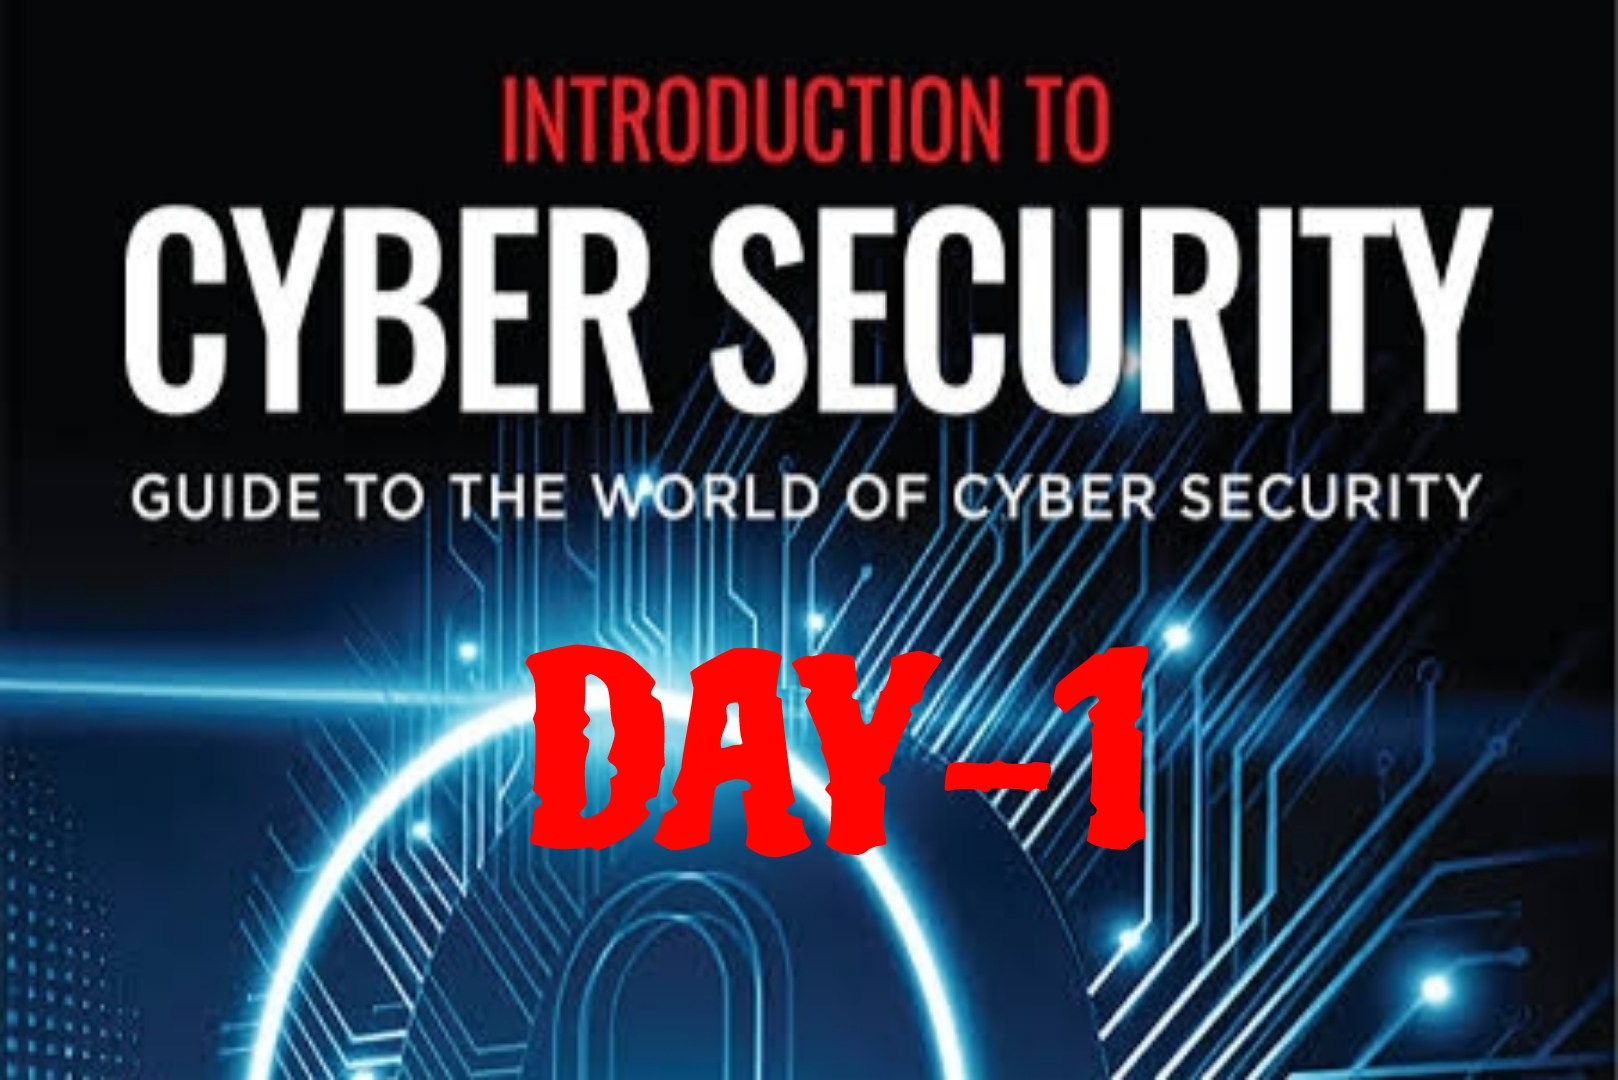 INTRODUCTION TO
CYBER SECURITY
GUIDE TO THE WORLD OF CYBER SECURITY
DAY-1